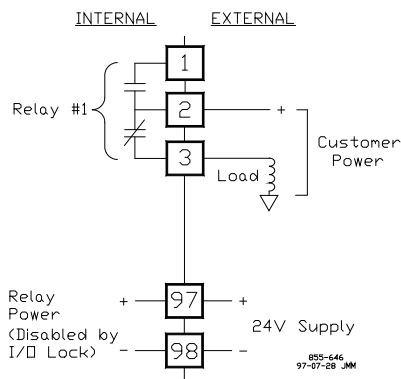 INTERNAL EXTERNAL
1
Relay #1
2
+
3
Customer
Power
Load
Relay
Power
(Disabled by
I/O Lock)
+
97
+
24V Supply
-
98
-
855-646
97-07-28 JMM